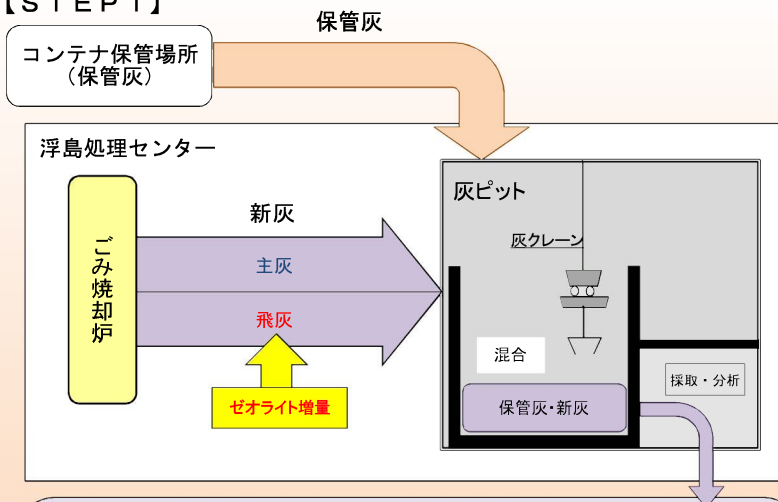 【ＳＴＥＰ１】
保管灰
コンテナ保管場所
（保管灰）
浮島処理センター
灰ピット
新灰
灰クレーン
ごみ焼却炉
主灰
飛灰
混合
採取・分析
ゼオライト増量
保管灰・新灰